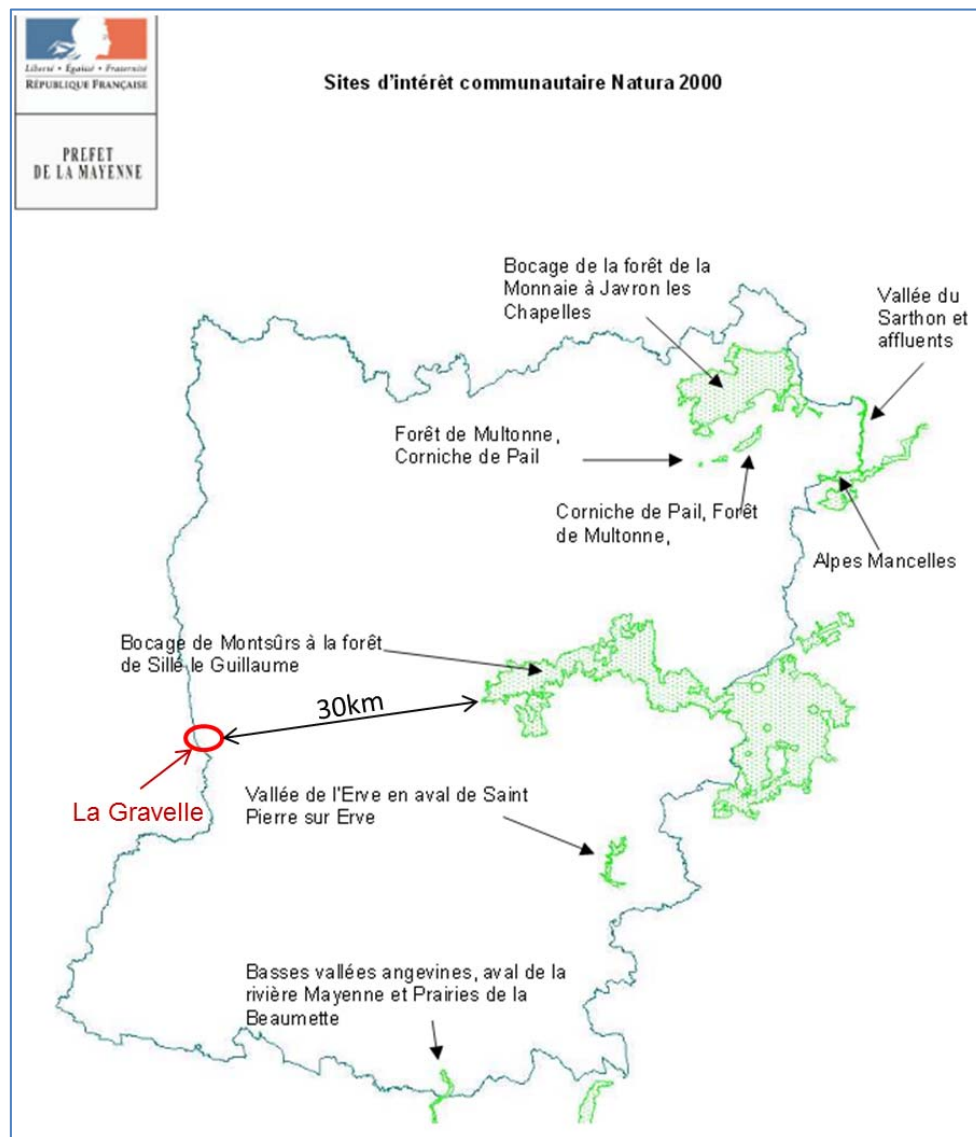 Liberté • Égalité • Fraternité
RÉPUBLIQUE FRANÇAISE
PREFET
DE LA MAYENNE
Sites d'intérêt communautaire Natura 2000
Bocage de la forêt de la
Monnaie à Javron les
Chapelles
Vallée du
Sarthon et
affluents
Forêt de Multonne,
Corniche de Pail
Corniche de Pail, Forêt
de Multonne,
Alpes Mancelles
Bocage de Montsûrs à la forêt
de Sillé le Guillaume
30km
La Gravelle
Vallée de l'Erve en aval de Saint
Pierre sur Erve
Basses vallées angevines, aval de la
rivière Mayenne et Prairies de la
Beaumette